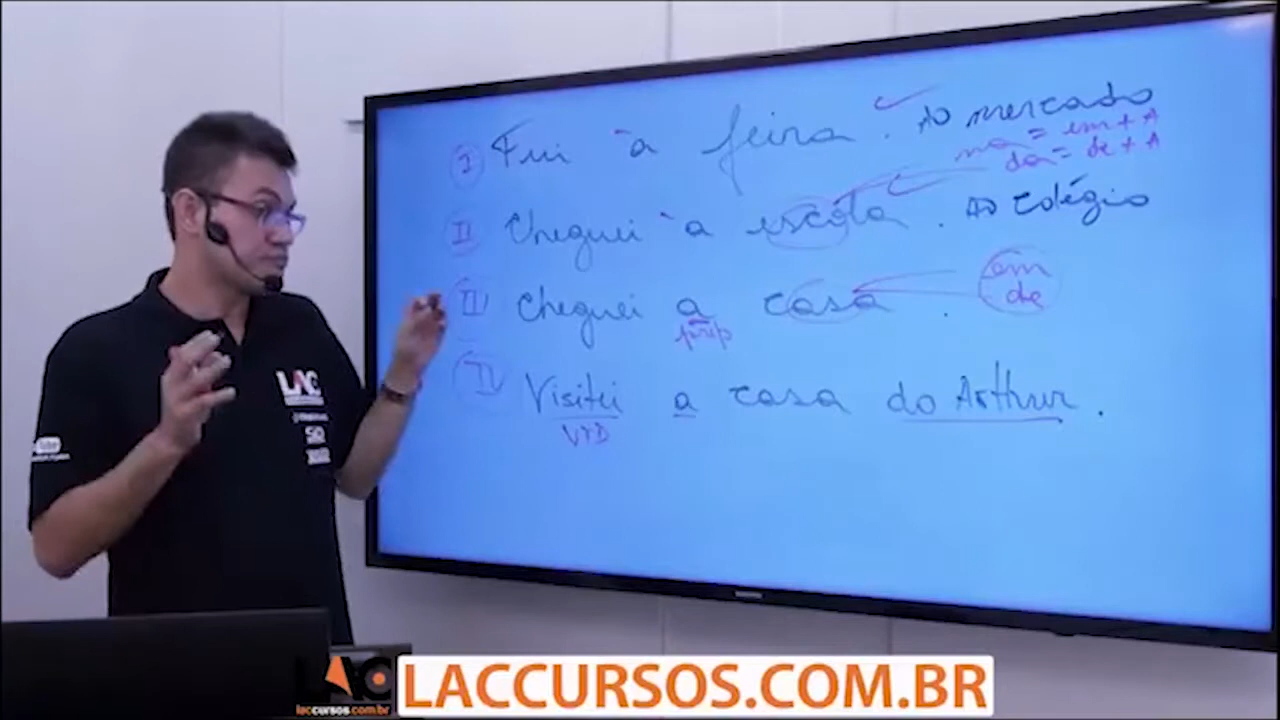 I Fui à feira. Ao mercado
na = em + A
da = de + A
II Cheguei à escola. Ao colégio
III Cheguei a casa.
em
de
prep
IV Visitei a casa do Arthur.
VTD
LAC
LAC
laccursos.com.br
LACCURSOS.COM.BR